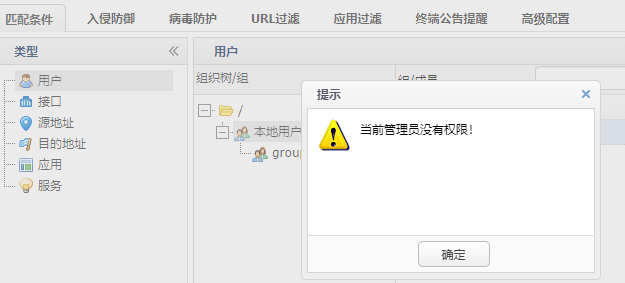 匹配条件 入侵防御 病毒防护 URL过滤 应用过滤 终端公告提醒 高级配置
类型
用户
接口
源地址
目的地址
应用
服务
用户
组织树/组
组/成员
/
本地用户
group
提示
当前管理员没有权限!
确定